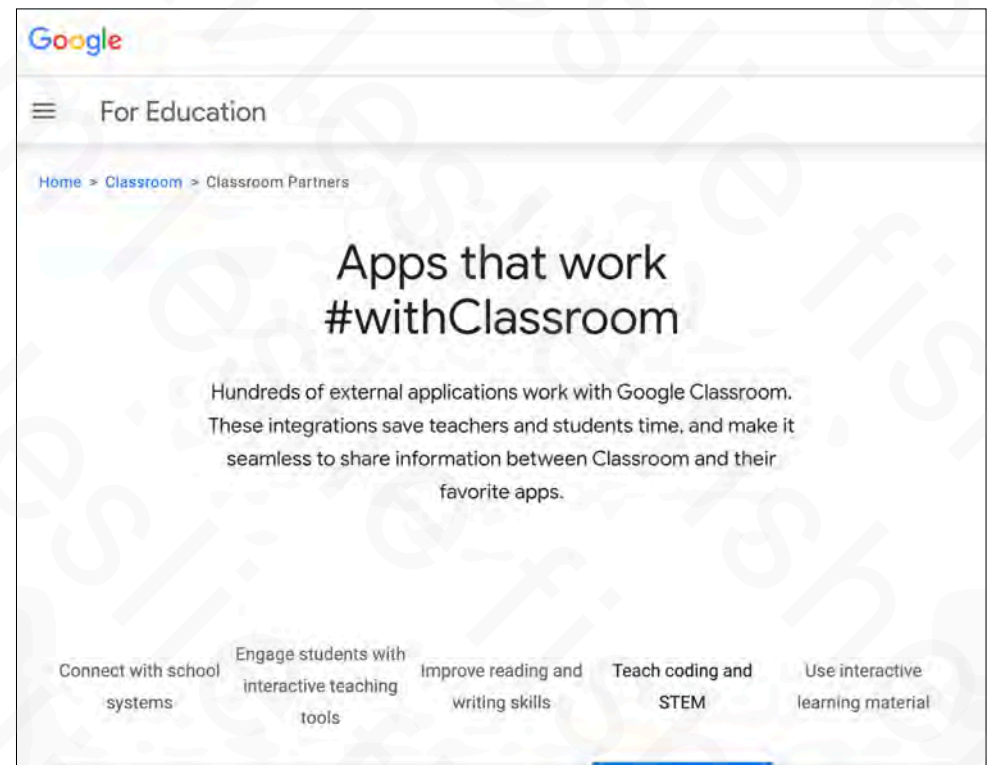 Google
For Education
Home > Classroom > Classroom Partners
Apps that work
#withClassroom
Hundreds of external applications work with Google Classroom.
These integrations save teachers and students time, and make it
seamless to share information between Classroom and their
favorite apps.
Connect with school
systems
Engage students with
interactive teaching
tools
Improve reading and
writing skills
Teach coding and
STEM
Use interactive
learning material